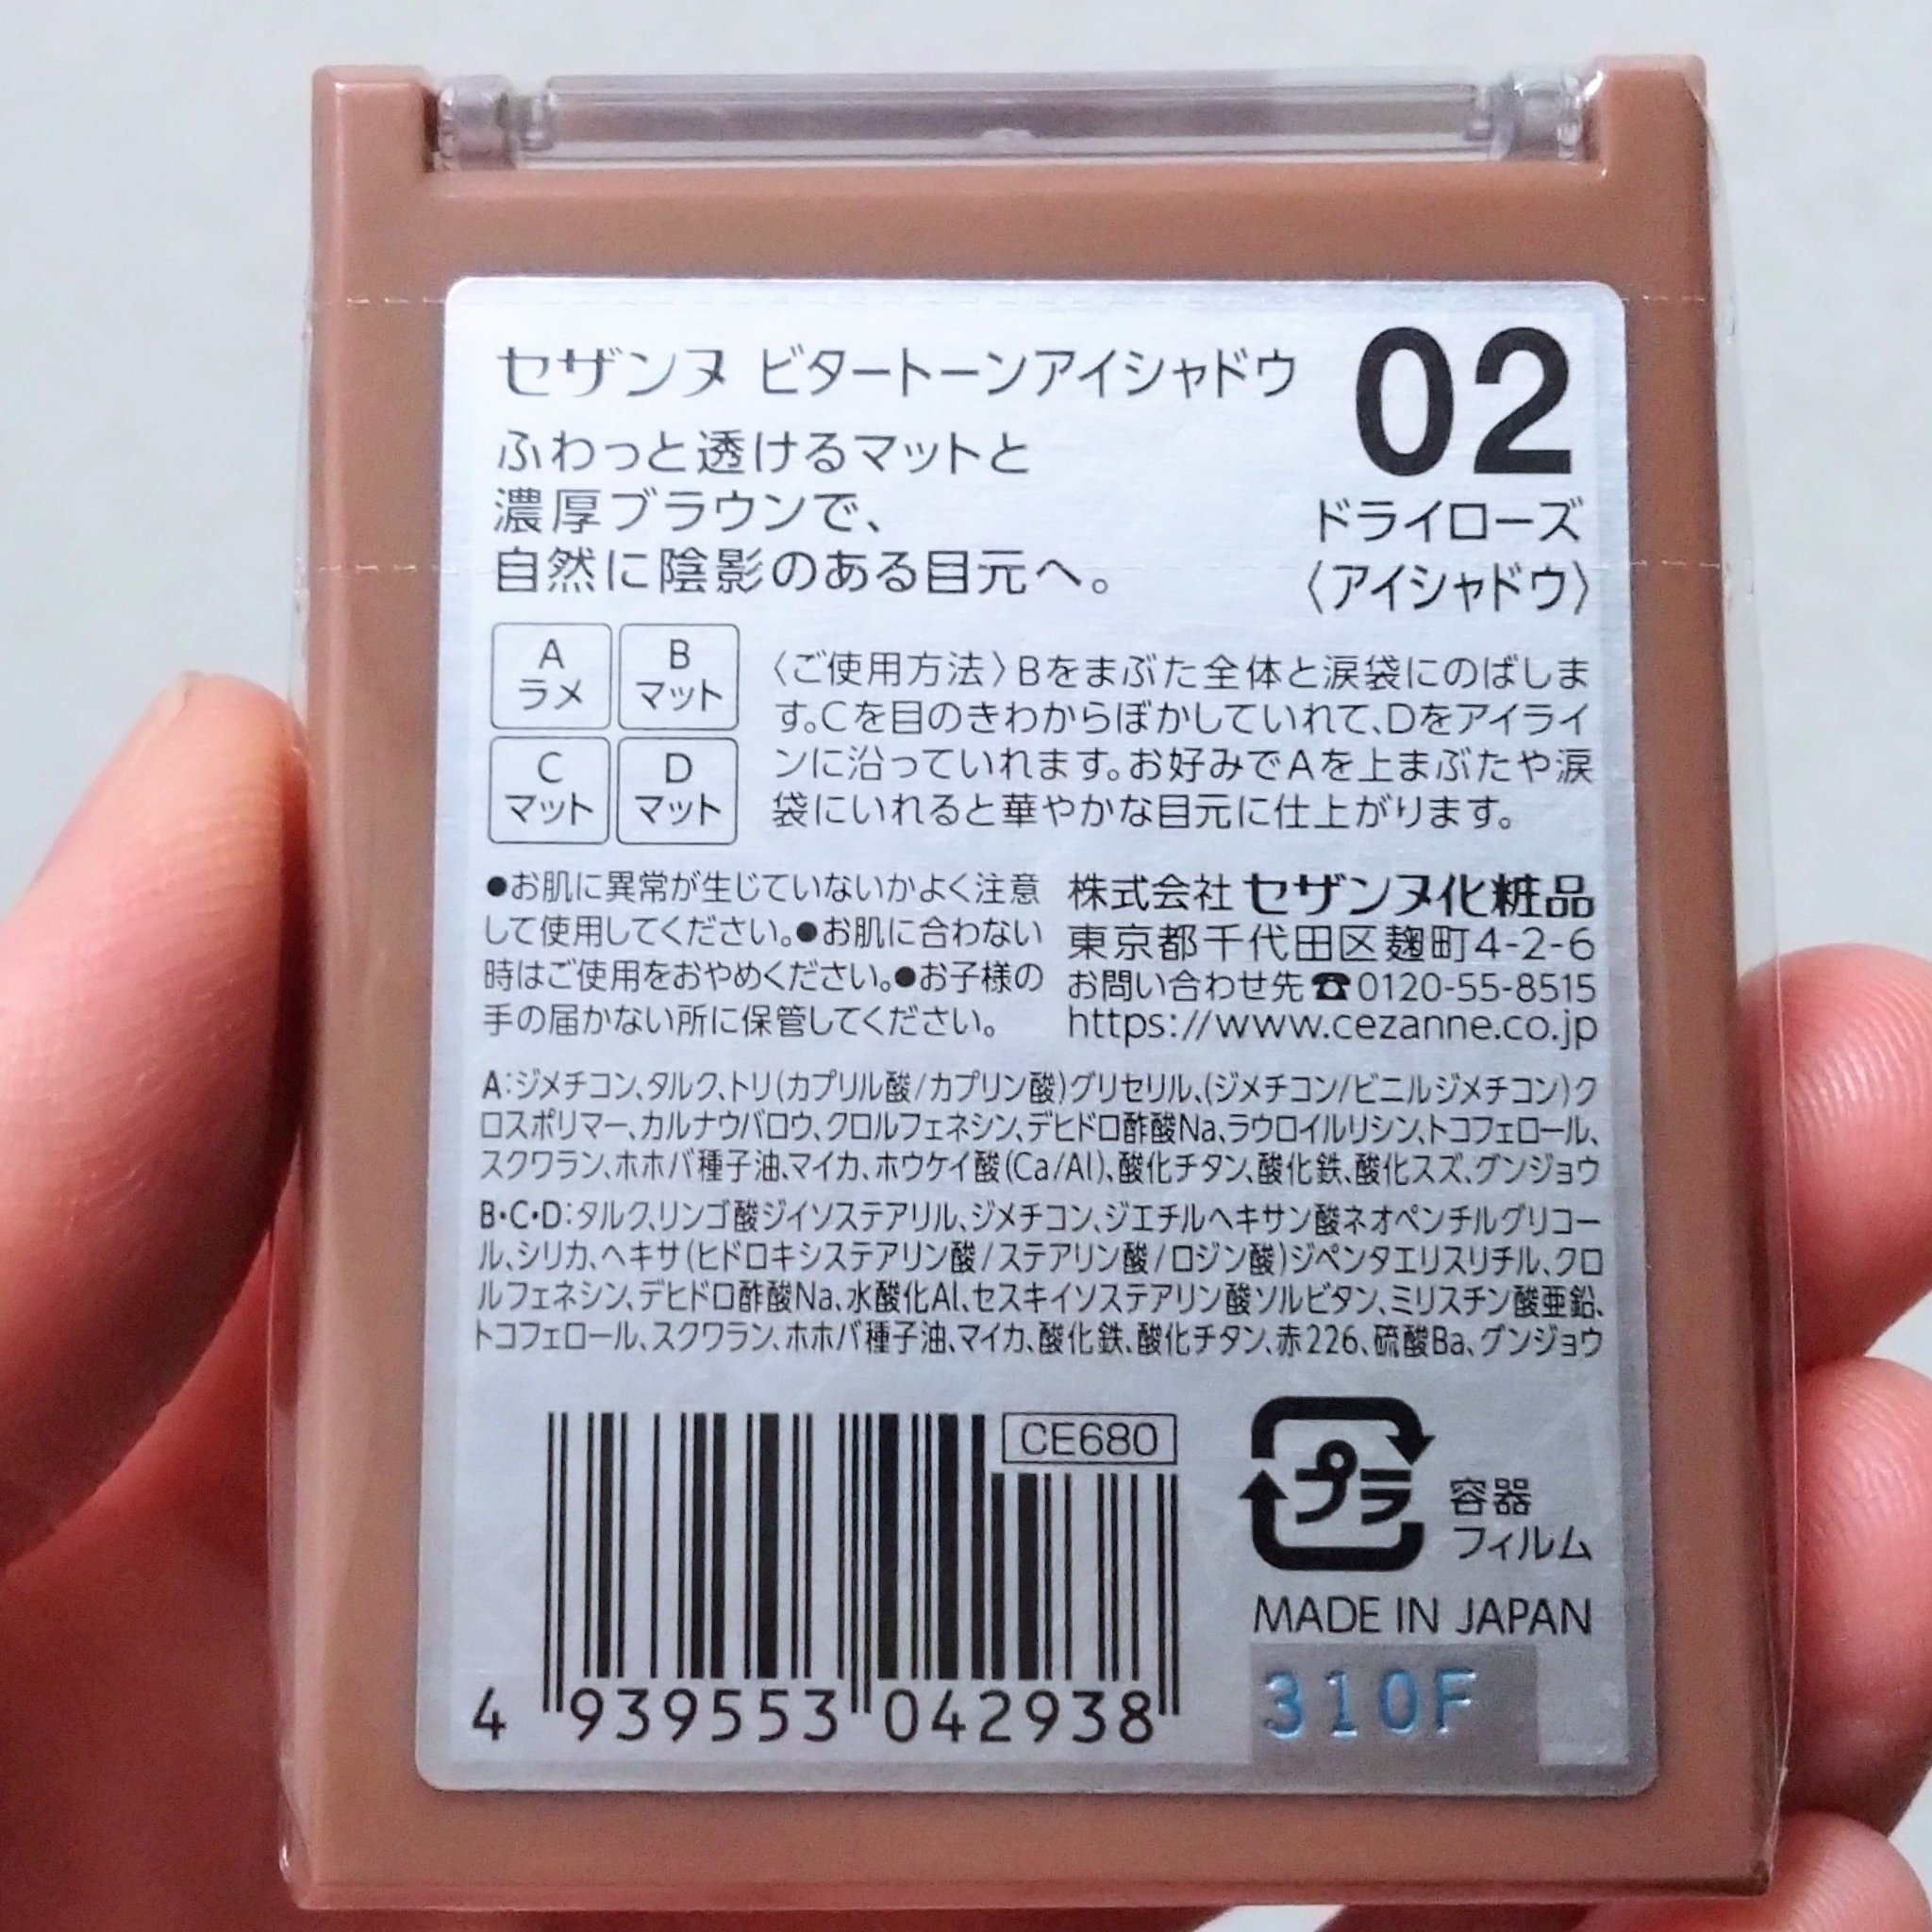 セザンヌ ビタートーンアイシャドウ
02
ふわっと透けるマットと
濃厚ブラウンで、
自然に陰影のある目元へ。
ドライローズ
〈アイシャドウ〉
A
ラメ
B
マット
C
マット
D
マット
〈ご使用方法〉Bをまぶた全体と涙袋にのばしま
す。Cを目のきわからぼかしていれて、Dをアイライ
ンに沿っていれます。お好みでAを上まぶたや涙
袋にいれると華やかな目元に仕上がります。
●お肌に異常が生じていないかよく注意
して使用してください。●お肌に合わない
時はご使用をおやめください。●お子様の
手の届かない所に保管してください。
株式会社 セザンヌ化粧品
東京都千代田区麹町4-2-6
お問い合わせ先☎0120-55-8515
https://www.cezanne.co.jp
A:ジメチコン、タルク、トリ(カプリル酸/カプリン酸)グリセリル、(ジメチコン/ビニルジメチコン)ク
ロスポリマー、カルナウバロウ、クロルフェネシン、デヒドロ酢酸Na、ラウロイルリシン、トコフェロール、
スクワラン、ホホバ種子油、マイカ、ホウケイ酸(Ca/Al)、酸化チタン、酸化鉄、酸化スズ、グンジョウ
B・C・D:タルク、リンゴ酸ジイソステアリル、ジメチコン、ジエチルヘキサン酸ネオペンチルグリコー
ル、シリカ、ヘキサ(ヒドロキシステアリン酸/ステアリン酸/ロジン酸)ジペンタエリスリチル、クロ
ルフェネシン、デヒドロ酢酸Na、水酸化Al、セスキイソステアリン酸ソルビタン、ミリスチン酸亜鉛、
トコフェロール、スクワラン、ホホバ種子油、マイカ、酸化鉄、酸化チタン、赤226、硫酸Ba、グンジョウ
CE680
4 939553 042938
プラ
容器
フィルム
MADE IN JAPAN
310F